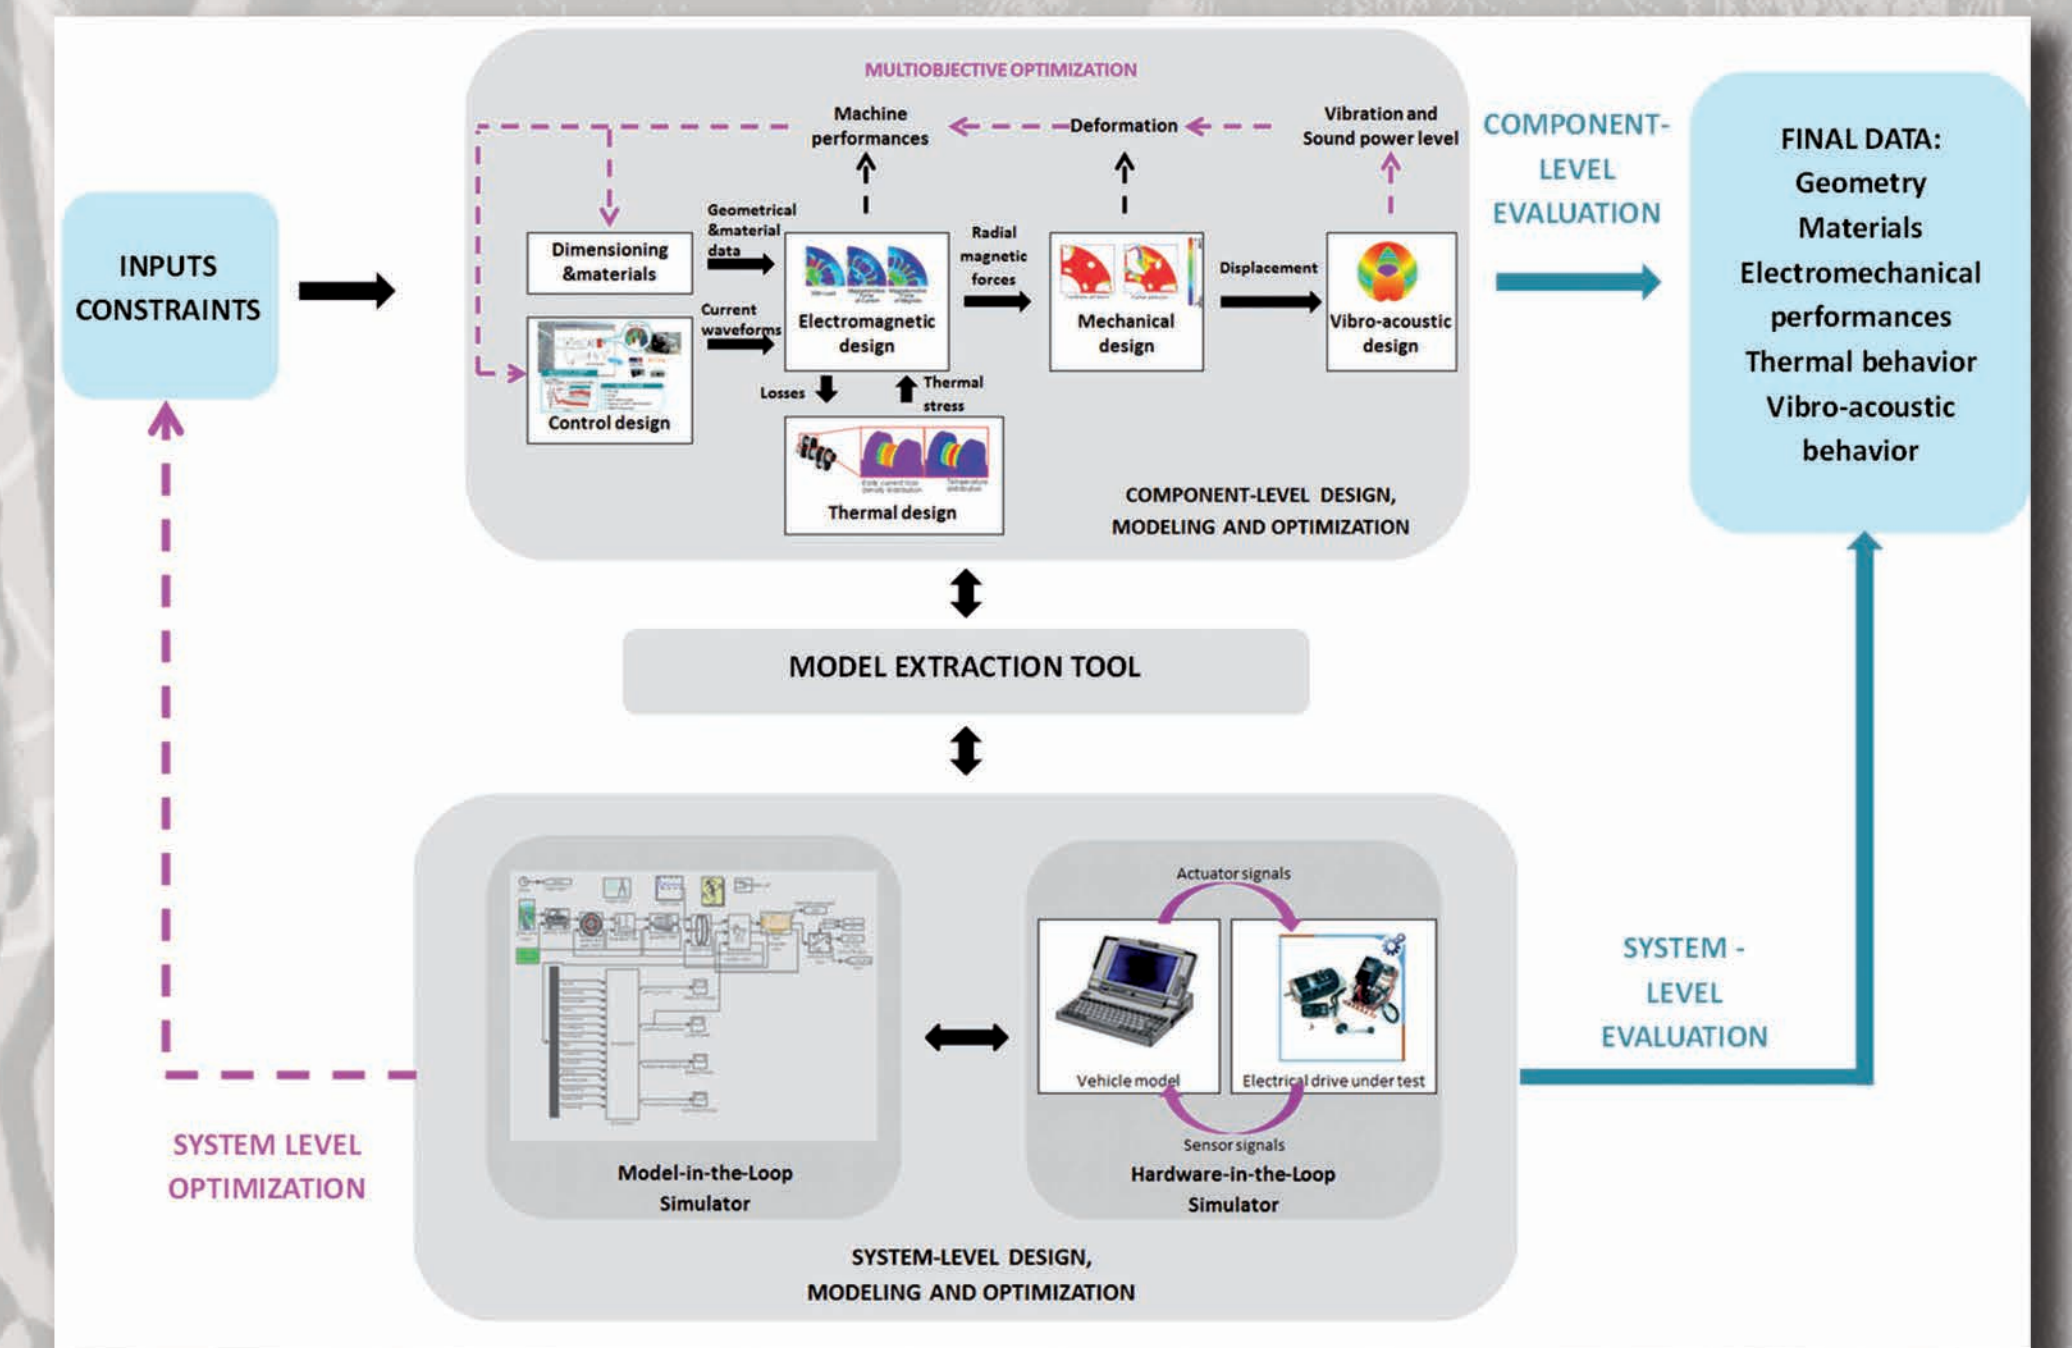 MULTIOBJECTIVE OPTIMIZATION
Machine
performances
Deformation
Vibration and
Sound power level
COMPONENT-
LEVEL
EVALUATION
FINAL DATA:
Geometry
Materials
Electromechanical
performances
Thermal behavior
Vibro-acoustic
behavior
INPUTS
CONSTRAINTS
Dimensioning
&materials
Geometrical
&material
data
Current
waveforms
Control design
Electromagnetic
design
Radial
magnetic
forces
Mechanical
design
Displacement
Vibro-acoustic
design
Losses
Thermal
stress
Thermal design
COMPONENT-LEVEL DESIGN,
MODELING AND OPTIMIZATION
MODEL EXTRACTION TOOL
Actuator signals
Vehicle model
Electrical drive under test
Sensor signals
Model-in-the-Loop
Simulator
Hardware-in-the-Loop
Simulator
SYSTEM-LEVEL DESIGN,
MODELING AND OPTIMIZATION
SYSTEM LEVEL
OPTIMIZATION
SYSTEM -
LEVEL
EVALUATION